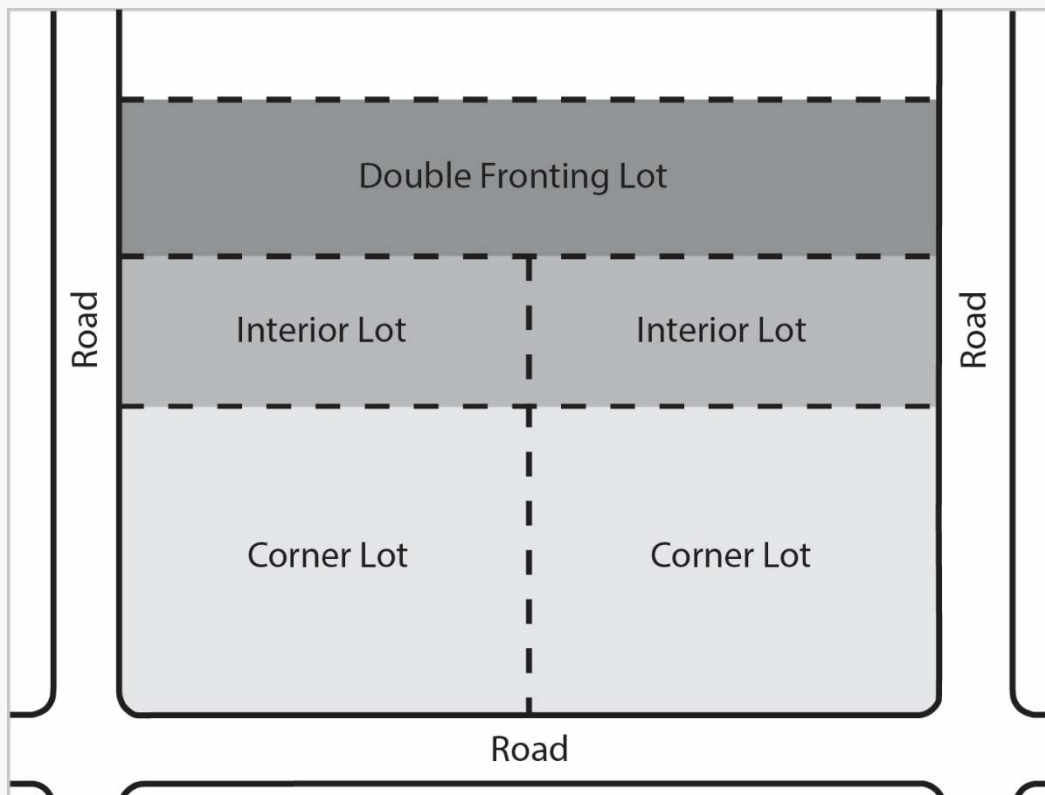 Double Fronting Lot
Road
Interior Lot
Interior Lot
Road
Corner Lot
Corner Lot
Road